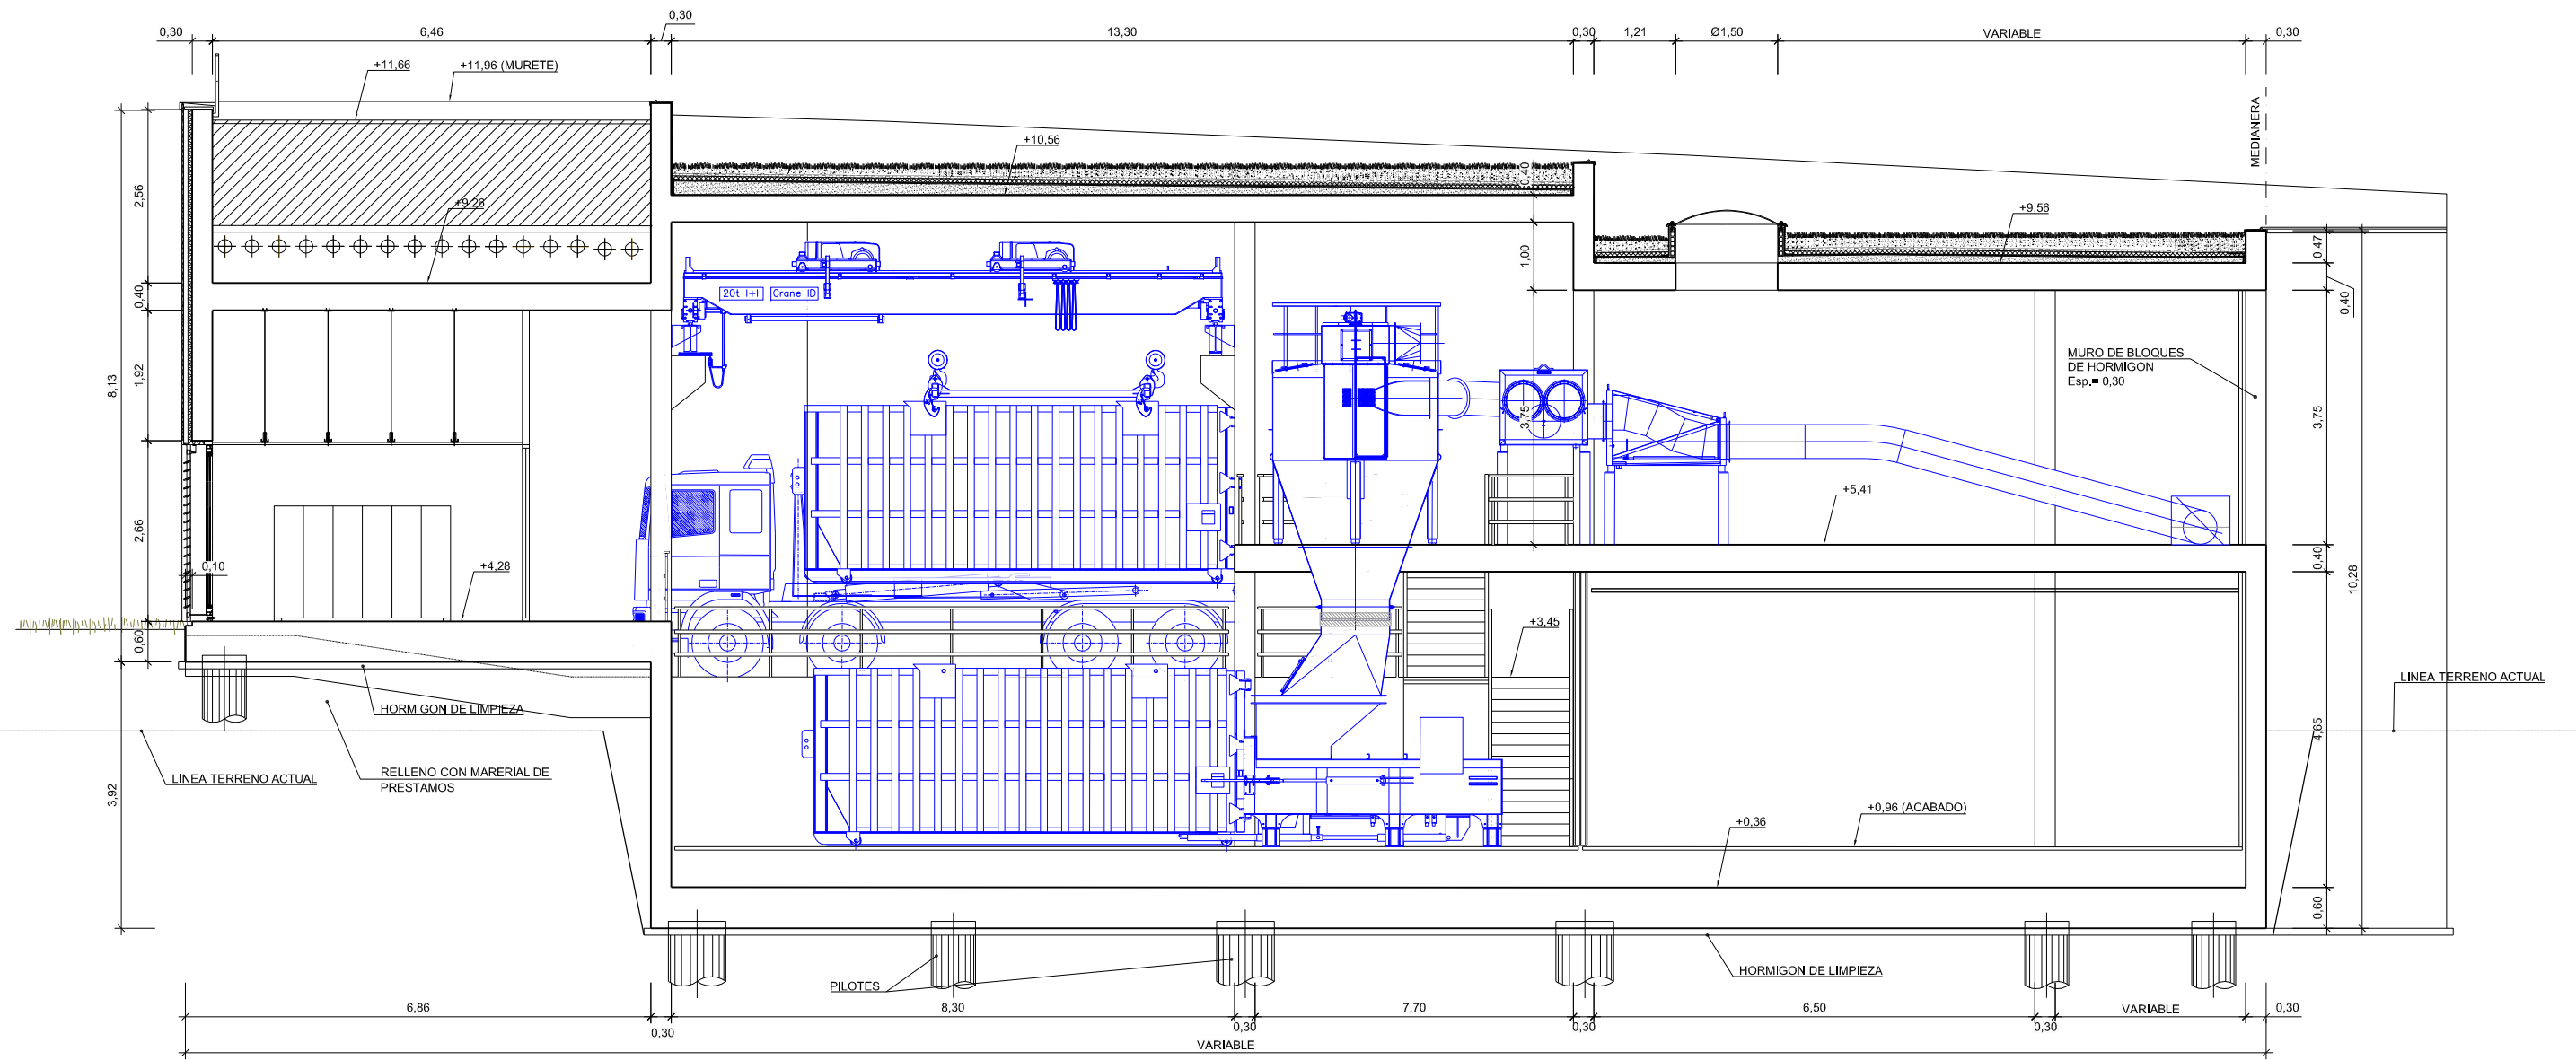 0,30
6,46
0,30
13,30
0,30
1,21
Ø1,50
VARIABLE
0,30
+11,66
+11,96 (MURETE)
MEDIANERA
+10,56
0,40
2,56
+9,26
+9,56
0,47
1,00
0,40
20t I+II
Crane ID
0,40
8,13
1,92
MURO DE BLOQUES
DE HORMIGON
Esp.= 0,30
3,75
3,75
+5,41
2,66
0,10
+4,28
0,40
10,28
0,60
+3,45
LINEA TERRENO ACTUAL
HORMIGON DE LIMPIEZA
4,65
LINEA TERRENO ACTUAL
RELLENO CON MARERIAL DE
PRESTAMOS
3,92
+0,96 (ACABADO)
+0,36
0,60
PILOTES
HORMIGON DE LIMPIEZA
6,86
0,30
8,30
0,30
7,70
0,30
6,50
0,30
VARIABLE
0,30
VARIABLE